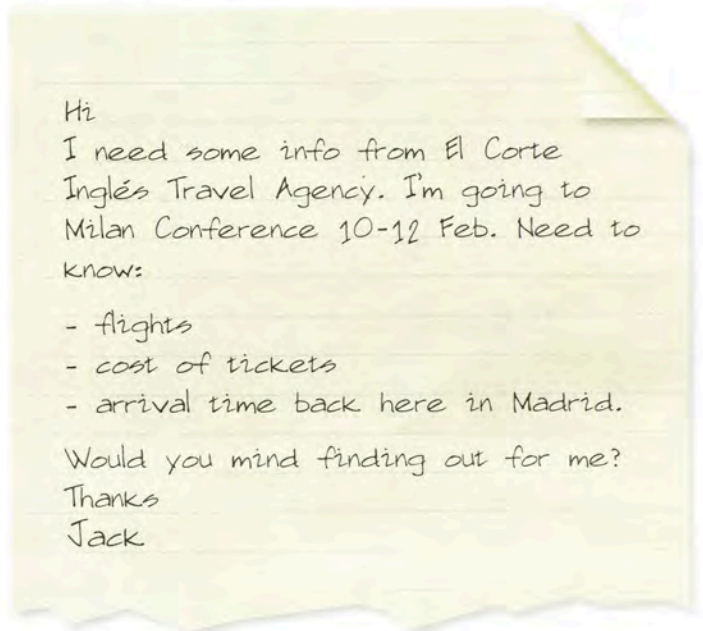 Hi
I need some info from El Corte
Inglés Travel Agency. I'm going to
Milan Conference 10-12 Feb. Need to
know:
- flights
- cost of tickets
- arrival time back here in Madrid.
Would you mind finding out for me?
Thanks
Jack